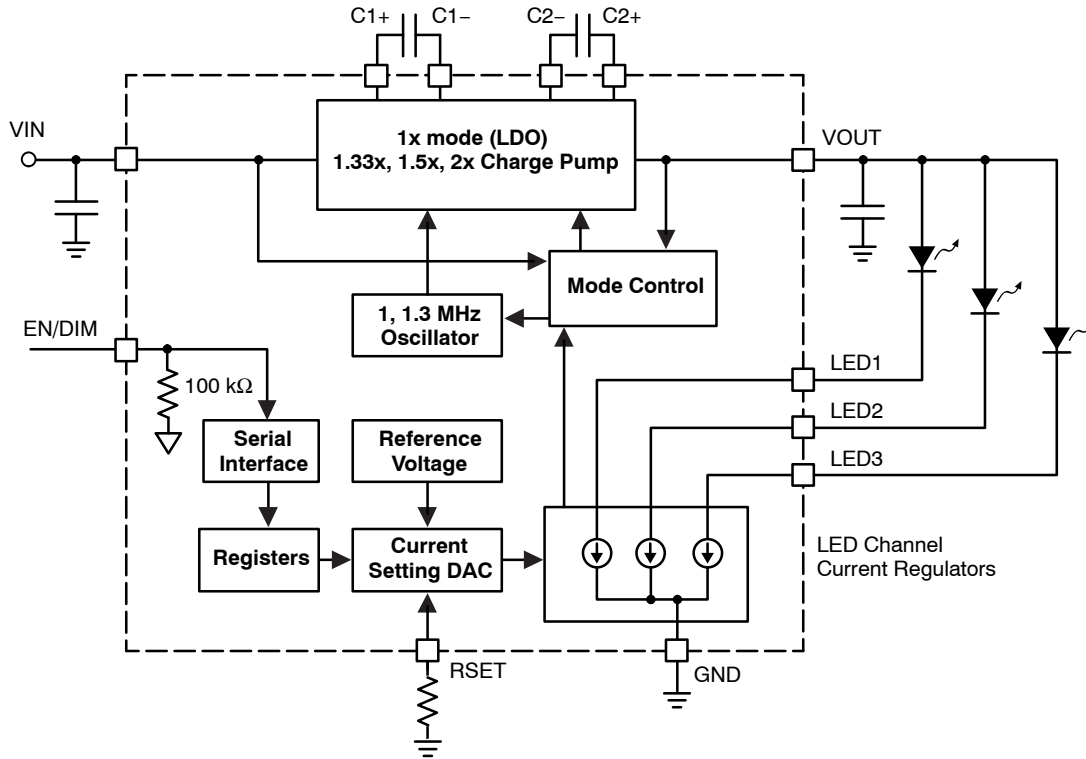 C1+ C1− C2− C2+
1x mode (LDO)
1.33x, 1.5x, 2x Charge Pump
VIN
VOUT
Mode Control
1, 1.3 MHz
Oscillator
EN/DIM
100 kΩ
LED1
LED2
LED3
Serial
Interface
Reference
Voltage
Registers
Current
Setting DAC
LED Channel
Current Regulators
RSET
GND